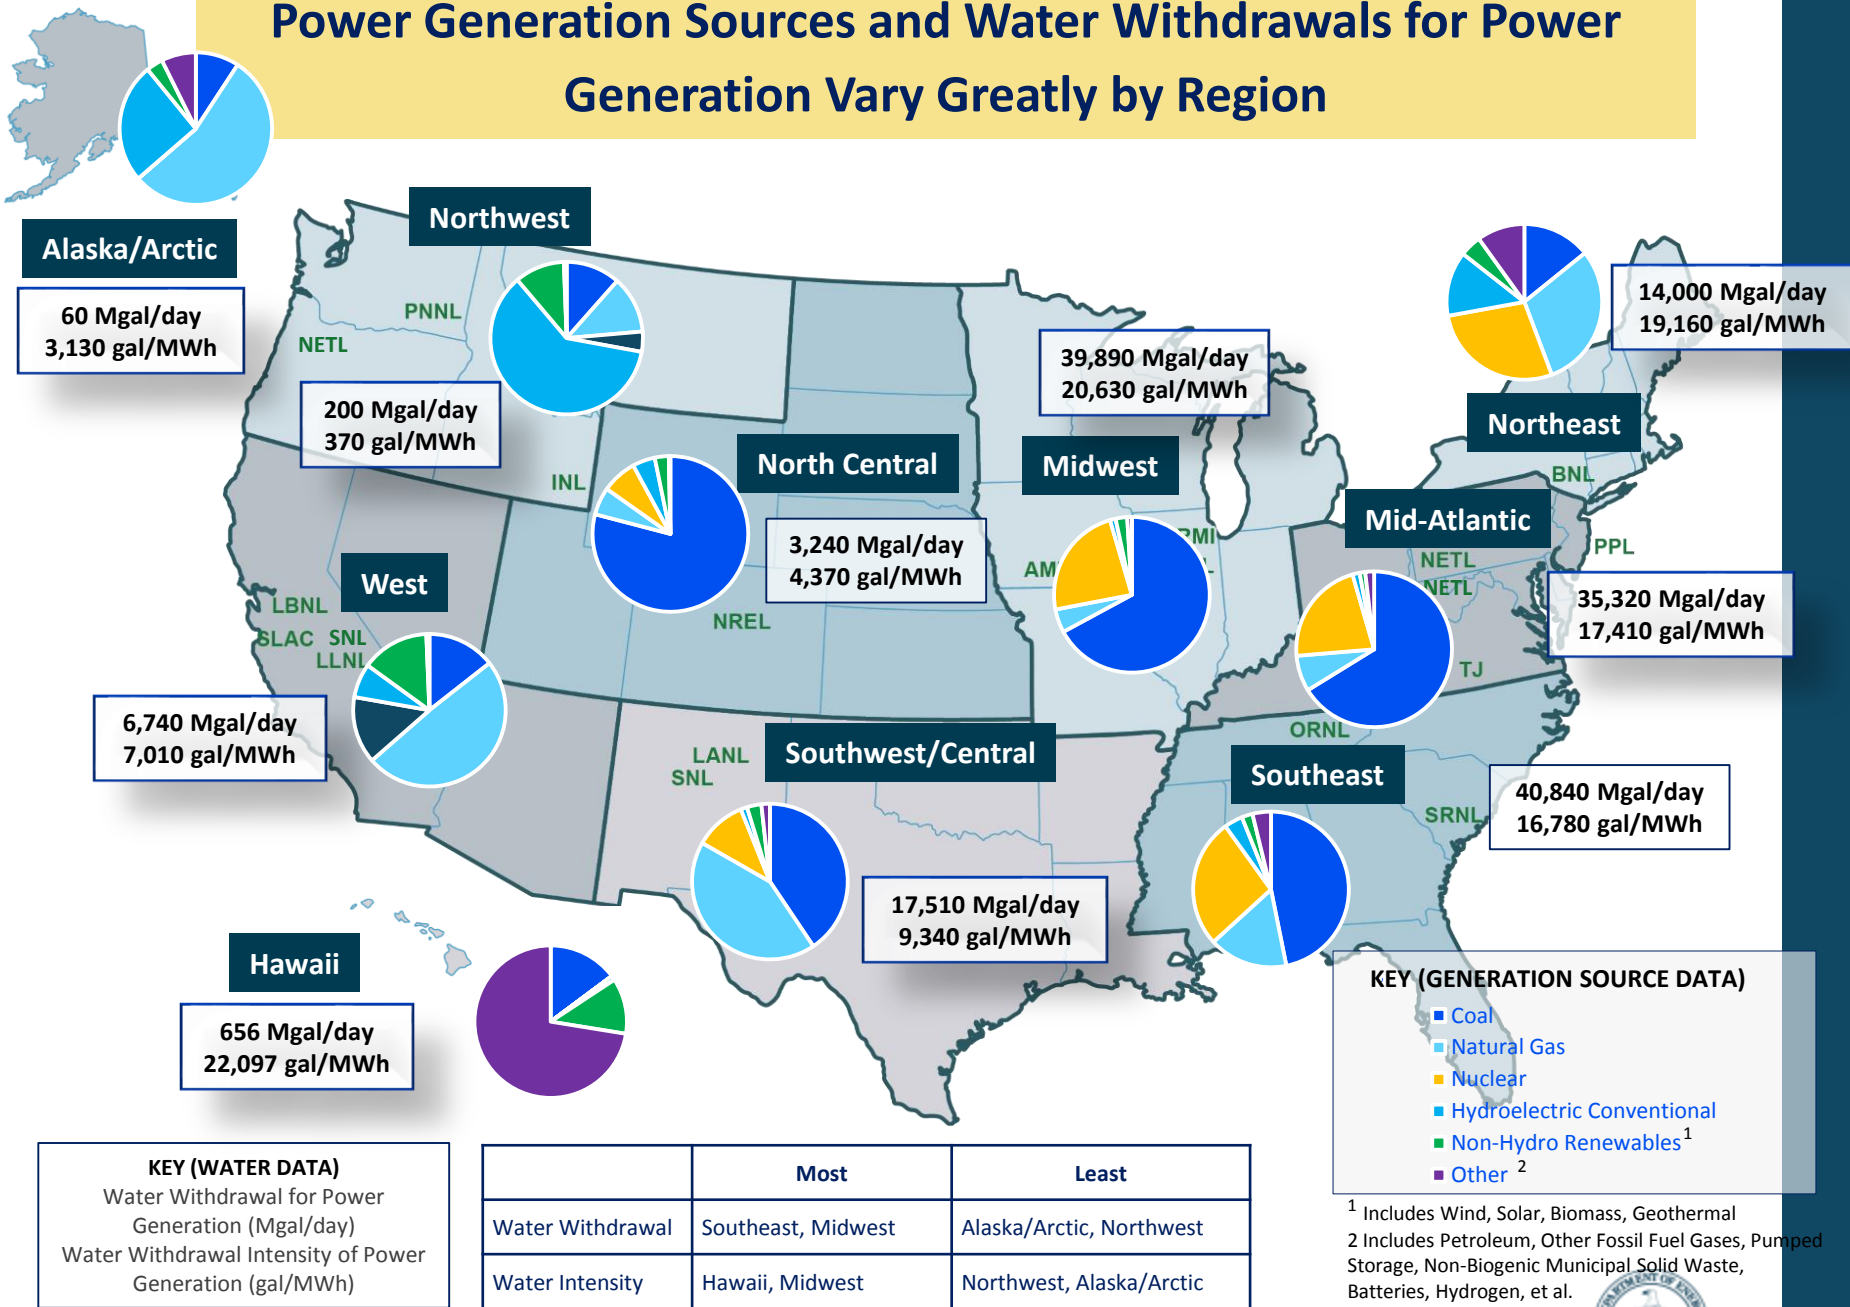 Power Generation Sources and Water Withdrawals for Power
Generation Vary Greatly by Region
Alaska/Arctic
60 Mgal/day
3,130 gal/MWh
Northwest
PNNL
NETL
200 Mgal/day
370 gal/MWh
INL
North Central
3,240 Mgal/day
4,370 gal/MWh
NREL
39,890 Mgal/day
20,630 gal/MWh
Midwest
14,000 Mgal/day
19,160 gal/MWh
Northeast
BNL
Mid-Atlantic
NETL
NETL
PPL
35,320 Mgal/day
17,410 gal/MWh
TJ
West
LBNL
SLAC SNL
LLNL
6,740 Mgal/day
7,010 gal/MWh
LANL
SNL
Southwest/Central
17,510 Mgal/day
9,340 gal/MWh
ORNL
Southeast
SRNL
40,840 Mgal/day
16,780 gal/MWh
Hawaii
656 Mgal/day
22,097 gal/MWh
KEY (GENERATION SOURCE DATA)
Coal
Natural Gas
Nuclear
Hydroelectric Conventional
Non-Hydro Renewables 1
Other 2
1 Includes Wind, Solar, Biomass, Geothermal
2 Includes Petroleum, Other Fossil Fuel Gases, Pumped
Storage, Non-Biogenic Municipal Solid Waste,
Batteries, Hydrogen, et al.
KEY (WATER DATA)
Water Withdrawal for Power
Generation (Mgal/day)
Water Withdrawal Intensity of Power
Generation (gal/MWh)
Most Least
Water Withdrawal Southeast, Midwest Alaska/Arctic, Northwest
Water Intensity Hawaii, Midwest Northwest, Alaska/Arctic